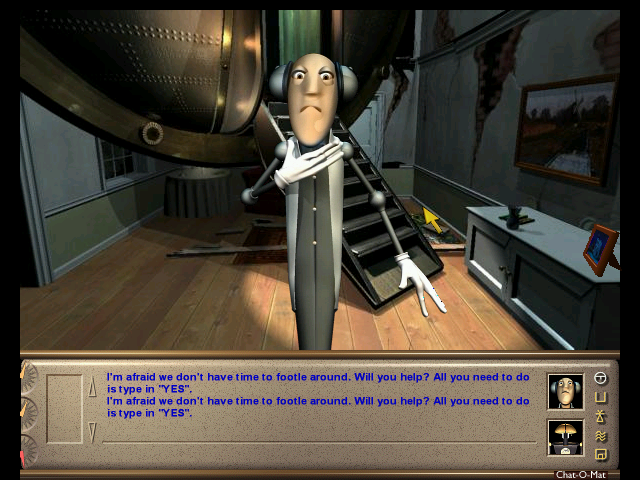 I'm afraid we don't have time to footle around. Will you help? All you need to do
is type in "YES".
I'm afraid we don't have time to footle around. Will you help? All you need to do
is type in "YES".
Chat-O-Mat